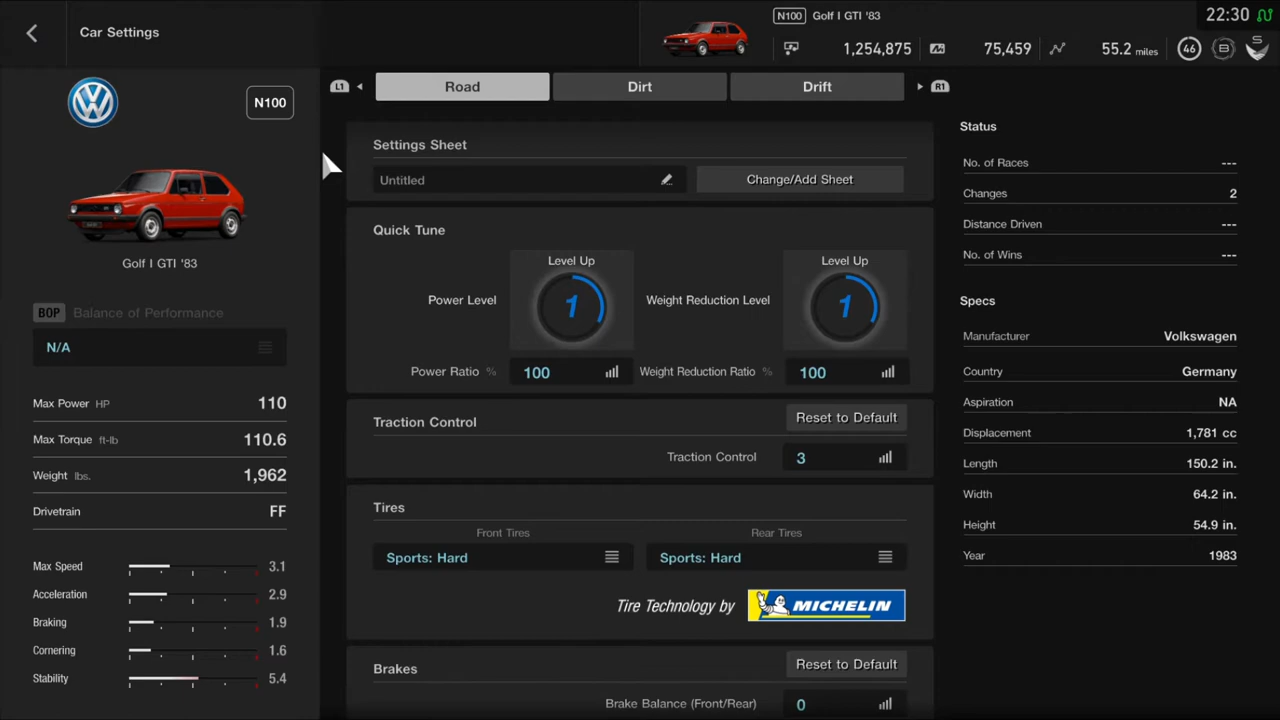 Car Settings
N100 Golf I GTI '83
22:30
1,254,875 75,459 55.2 miles 46 B S
N100
Golf I GTI '83
BOP Balance of Performance
N/A
Max Power HP 110
Max Torque ft-lb 110.6
Weight lbs. 1,962
Drivetrain FF
Max Speed 3.1
Acceleration 2.9
Braking 1.9
Cornering 1.6
Stability 5.4
L1 Road Dirt Drift R1
Settings Sheet
Untitled Change/Add Sheet
Quick Tune
Level Up Level Up
Power Level 1 Weight Reduction Level 1
Power Ratio % 100 Weight Reduction Ratio % 100
Traction Control Reset to Default
Traction Control 3
Tires
Front Tires Rear Tires
Sports: Hard Sports: Hard
Tire Technology by MICHELIN
Brakes Reset to Default
Brake Balance (Front/Rear) 0
Status
No. of Races ---
Changes 2
Distance Driven ---
No. of Wins ---
Specs
Manufacturer Volkswagen
Country Germany
Aspiration NA
Displacement 1,781 cc
Length 150.2 in.
Width 64.2 in.
Height 54.9 in.
Year 1983